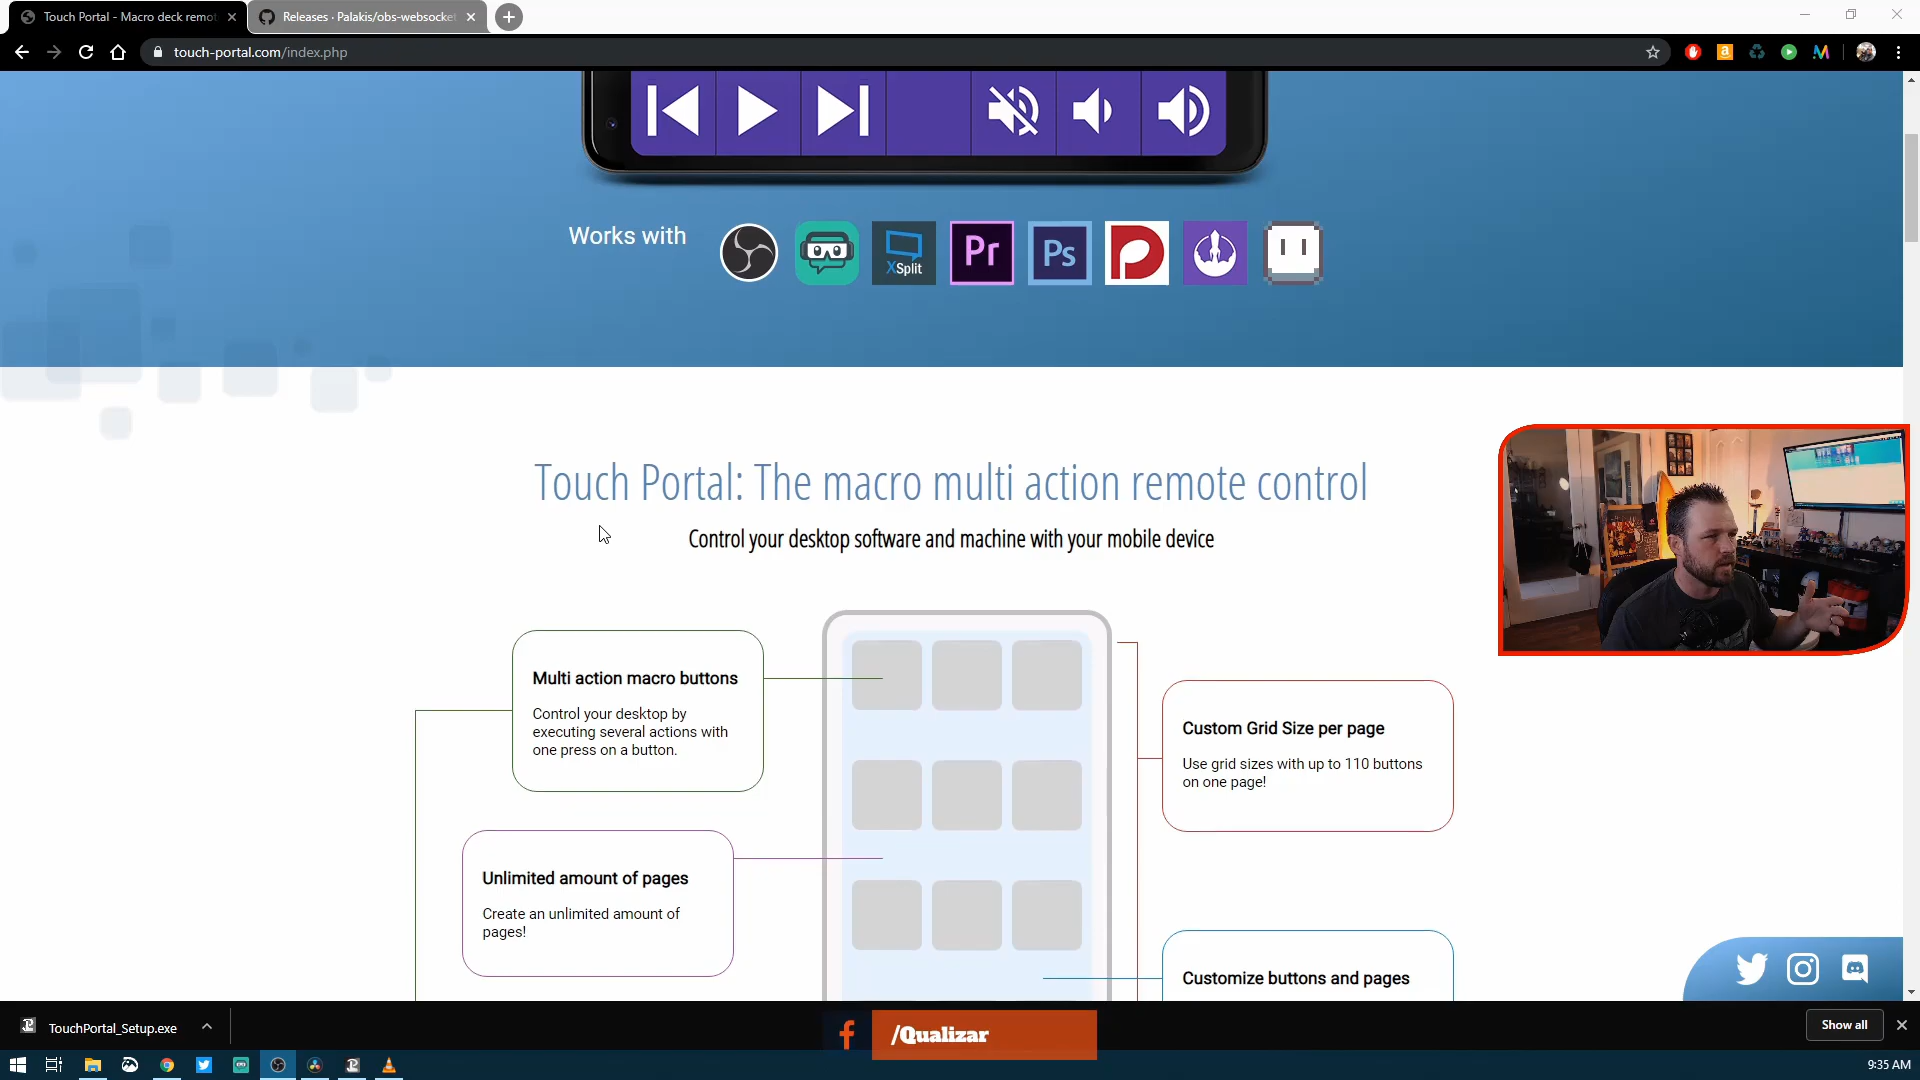 Touch Portal - Macro deck remot
Releases · Palakis/obs-websocket
touch-portal.com/index.php
Works with
XSplit
Pr
Ps
Touch Portal: The macro multi action remote control
Control your desktop software and machine with your mobile device
Multi action macro buttons
Control your desktop by
executing several actions with
one press on a button.
Custom Grid Size per page
Use grid sizes with up to 110 buttons
on one page!
Unlimited amount of pages
Create an unlimited amount of
pages!
Customize buttons and pages
TouchPortal_Setup.exe
/Qualizar
Show all
9:35 AM